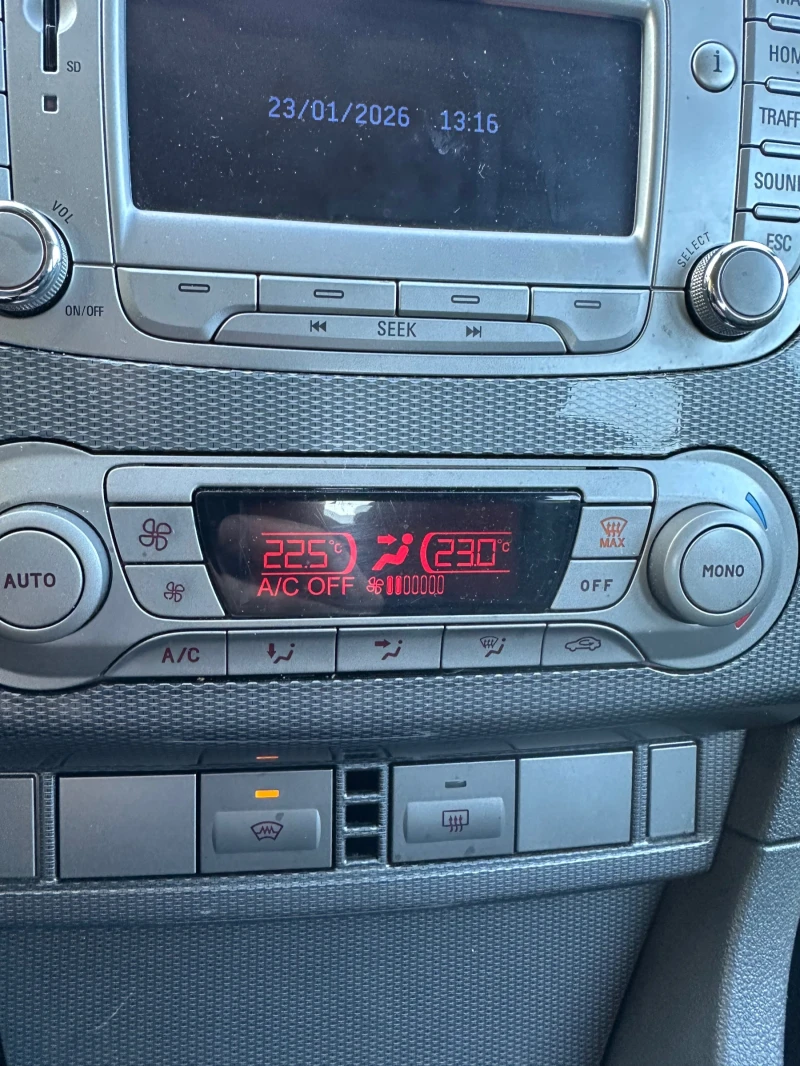 SD
23/01/2026 13:16
i
HOM
TRAFF
SOUN
ESC
VOL
SELECT
ON/OFF
SEEK
22.5°C 23.0°C
A/C OFF
MAX
AUTO
OFF
MONO
A/C